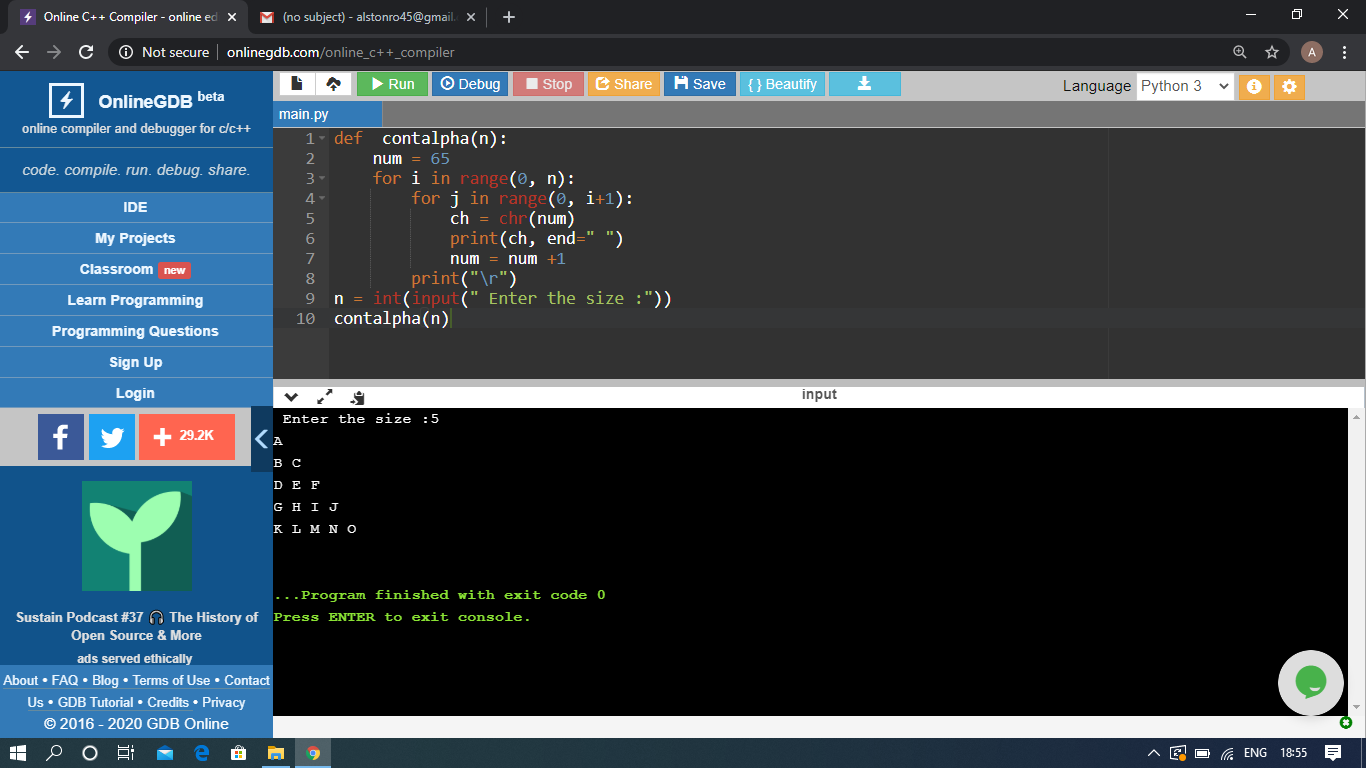 Online C++ Compiler - online ed
(no subject) - alstonro45@gmail.
Not secure | onlinegdb.com/online_c++_compiler
A
OnlineGDB beta
online compiler and debugger for c/c++
code. compile. run. debug. share.
IDE
My Projects
Classroom new
Learn Programming
Programming Questions
Sign Up
Login
f
+ 29.2K
Sustain Podcast #37 🎧 The History of
Open Source & More
ads served ethically
About • FAQ • Blog • Terms of Use • Contact
Us • GDB Tutorial • Credits • Privacy
© 2016 - 2020 GDB Online
Run Debug Stop Share Save { } Beautify
Language Python 3
main.py
1 def  contalpha(n):
2     num = 65
3     for i in range(0, n):
4         for j in range(0, i+1):
5             ch = chr(num)
6             print(ch, end=" ")
7             num = num +1
8         print("\r")
9 n = int(input(" Enter the size :"))
10 contalpha(n)
input
Enter the size :5
A
B C
D E F
G H I J
K L M N O
...Program finished with exit code 0
Press ENTER to exit console.
ENG 18:55